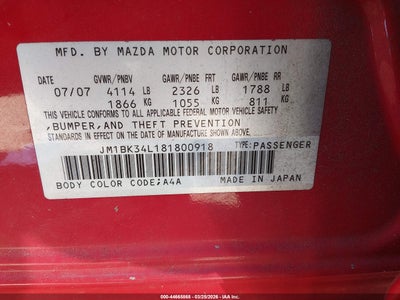 MFD. BY MAZDA MOTOR CORPORATION
DATE GVWR/PNBV GAWR/PNBE FRT GAWR/PNBE RR
07/07 4114 LB 2326 LB 1788 LB
1866 KG 1055 KG 811 KG
THIS VEHICLE CONFORMS TO ALL APPLICABLE FEDERAL MOTOR VEHICLE SAFETY
,BUMPER,AND THEFT PREVENTION
STANDARDS IN EFFECT ON THE DATE OF MANUFACTURE SHOWN ABOVE.
JM1BK34L181800918 TYPE:PASSENGER
BODY COLOR CODE;A4A MADE IN JAPAN
000-44665868 03/29/2026 - IAA Inc.